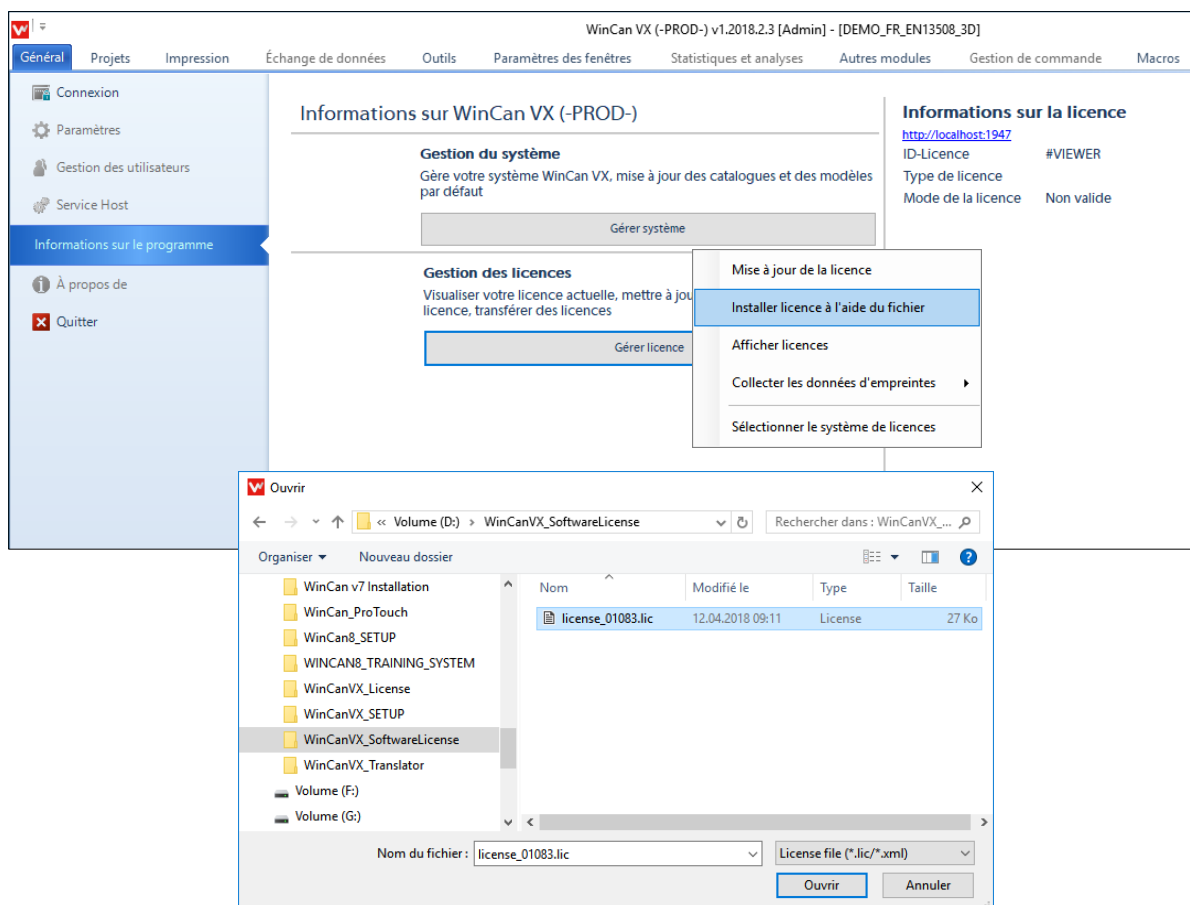 WinCan VX (-PROD-) v1.2018.2.3 [Admin] - [DEMO_FR_EN13508_3D]
Général Projets Impression Échange de données Outils Paramètres des fenêtres Statistiques et analyses Autres modules Gestion de commande Macros
Connexion
Paramètres
Gestion des utilisateurs
Service Host
Informations sur le programme
À propos de
Quitter
Informations sur WinCan VX (-PROD-)
Gestion du système
Gère votre système WinCan VX, mise à jour des catalogues et des modèles
par défaut
Gérer système
Gestion des licences
Visualiser votre licence actuelle, mettre à jou
licence, transférer des licences
Gérer licence
Mise à jour de la licence
Installer licence à l'aide du fichier
Afficher licences
Collecter les données d'empreintes
Sélectionner le système de licences
Informations sur la licence
http://localhost:1947
ID-Licence #VIEWER
Type de licence
Mode de la licence Non valide
Ouvrir
« Volume (D:) > WinCanVX_SoftwareLicense
Rechercher dans : WinCanVX_...
Organiser Nouveau dossier
WinCan v7 Installation
WinCan_ProTouch
WinCan8_SETUP
WINCAN8_TRAINING_SYSTEM
WinCanVX_License
WinCanVX_SETUP
WinCanVX_SoftwareLicense
WinCanVX_Translator
Volume (F:)
Volume (G:)
Nom Modifié le Type Taille
license_01083.lic 12.04.2018 09:11 License 27 Ko
Nom du fichier : license_01083.lic
License file (*.lic/*.xml)
Ouvrir Annuler